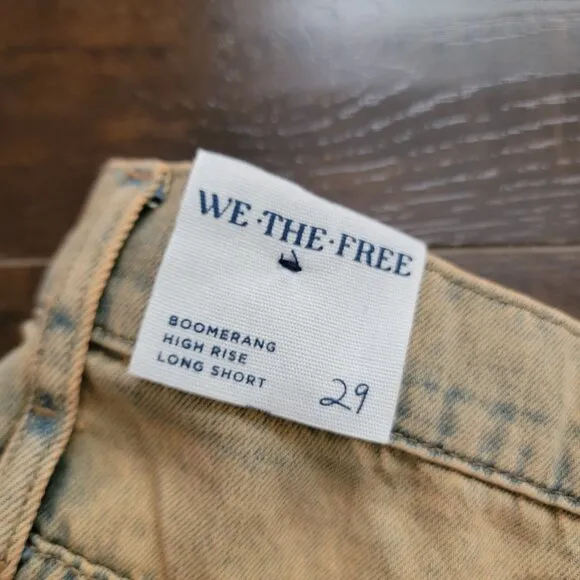 WE·THE·FREE
BOOMERANG
HIGH RISE
LONG SHORT
29